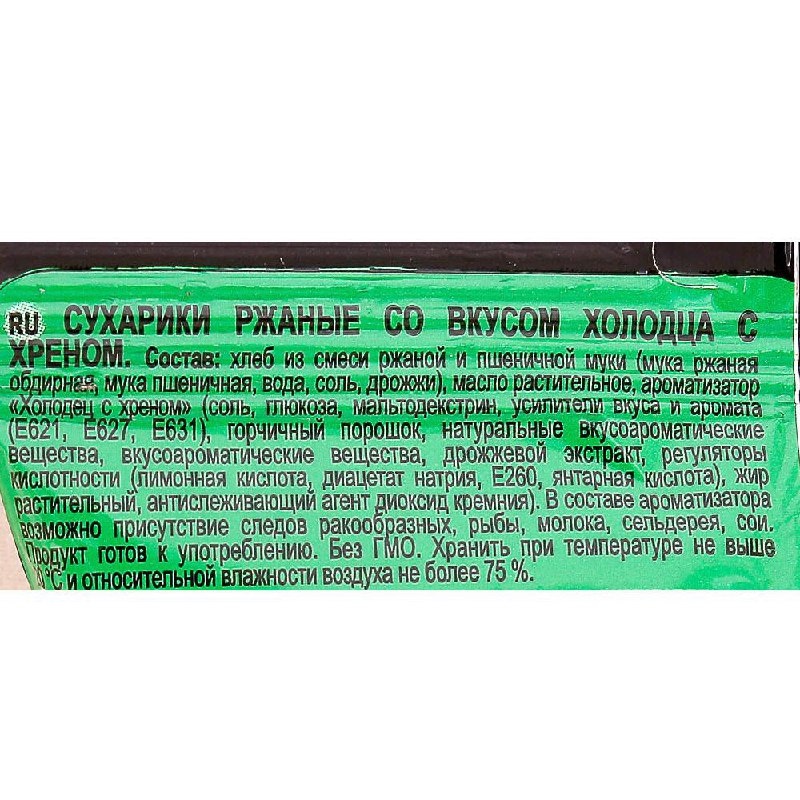 RU СУХАРИКИ РЖАНЫЕ СО ВКУСОМ ХОЛОДЦА С
ХРЕНОМ. Состав: хлеб из смеси ржаной и пшеничной муки (мука ржаная
обдирная, мука пшеничная, вода, соль, дрожжи), масло растительное, ароматизатор
«Холодец с хреном» (соль, глюкоза, мальтодекстрин, усилители вкуса и аромата
(Е621, Е627, Е631), горчичный порошок, натуральные вкусоароматические
вещества, вкусоароматические вещества, дрожжевой экстракт, регуляторы
кислотности (лимонная кислота, диацетат натрия, Е260, янтарная кислота), жир
растительный, антислеживающий агент диоксид кремния). В составе ароматизатора
возможно присутствие следов ракообразных, рыбы, молока, сельдерея, сои.
Продукт готов к употреблению. Без ГМО. Хранить при температуре не выше
°С и относительной влажности воздуха не более 75 %.